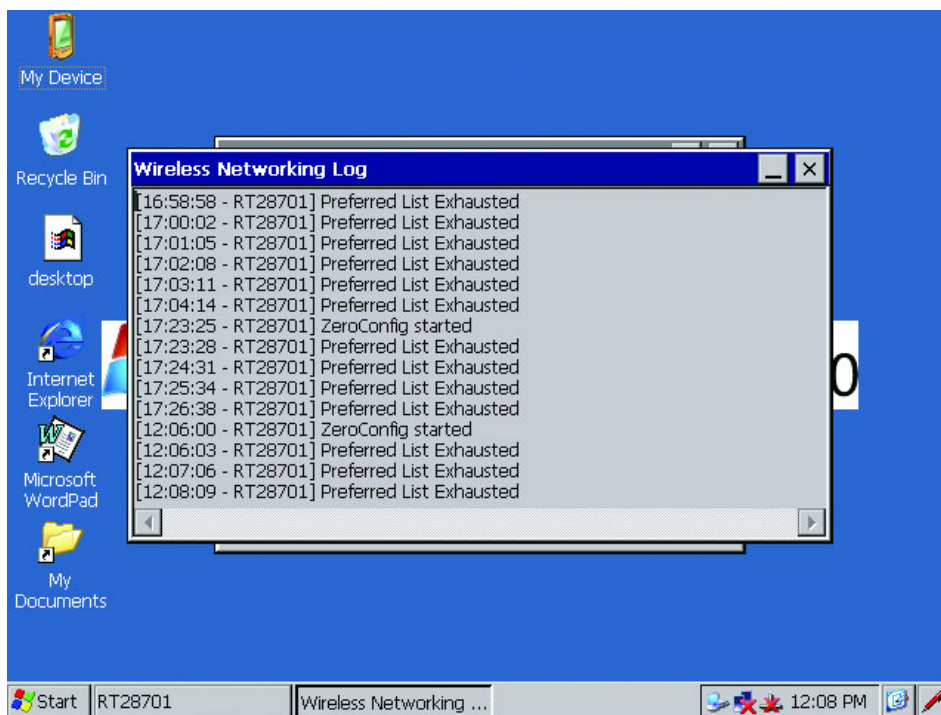 My Device
Recycle Bin
desktop
Internet
Explorer
Microsoft
WordPad
My
Documents
Wireless Networking Log
[16:58:58 - RT28701] Preferred List Exhausted
[17:00:02 - RT28701] Preferred List Exhausted
[17:01:05 - RT28701] Preferred List Exhausted
[17:02:08 - RT28701] Preferred List Exhausted
[17:03:11 - RT28701] Preferred List Exhausted
[17:04:14 - RT28701] Preferred List Exhausted
[17:23:25 - RT28701] ZeroConfig started
[17:23:28 - RT28701] Preferred List Exhausted
[17:24:31 - RT28701] Preferred List Exhausted
[17:25:34 - RT28701] Preferred List Exhausted
[17:26:38 - RT28701] Preferred List Exhausted
[12:06:00 - RT28701] ZeroConfig started
[12:06:03 - RT28701] Preferred List Exhausted
[12:07:06 - RT28701] Preferred List Exhausted
[12:08:09 - RT28701] Preferred List Exhausted
0
Start
RT28701
Wireless Networking ...
12:08 PM